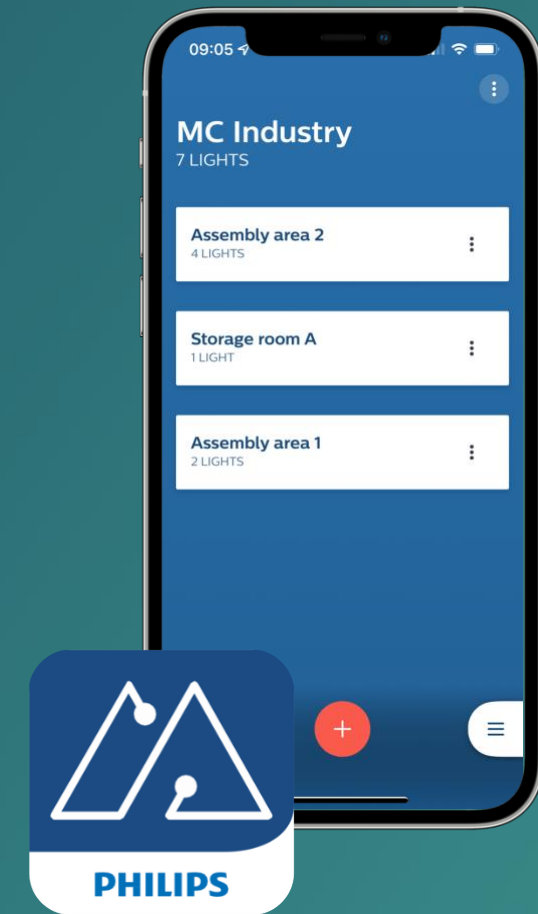 09:05
MC Industry
7 LIGHTS
Assembly area 2
4 LIGHTS
Storage room A
1 LIGHT
Assembly area 1
2 LIGHTS
PHILIPS